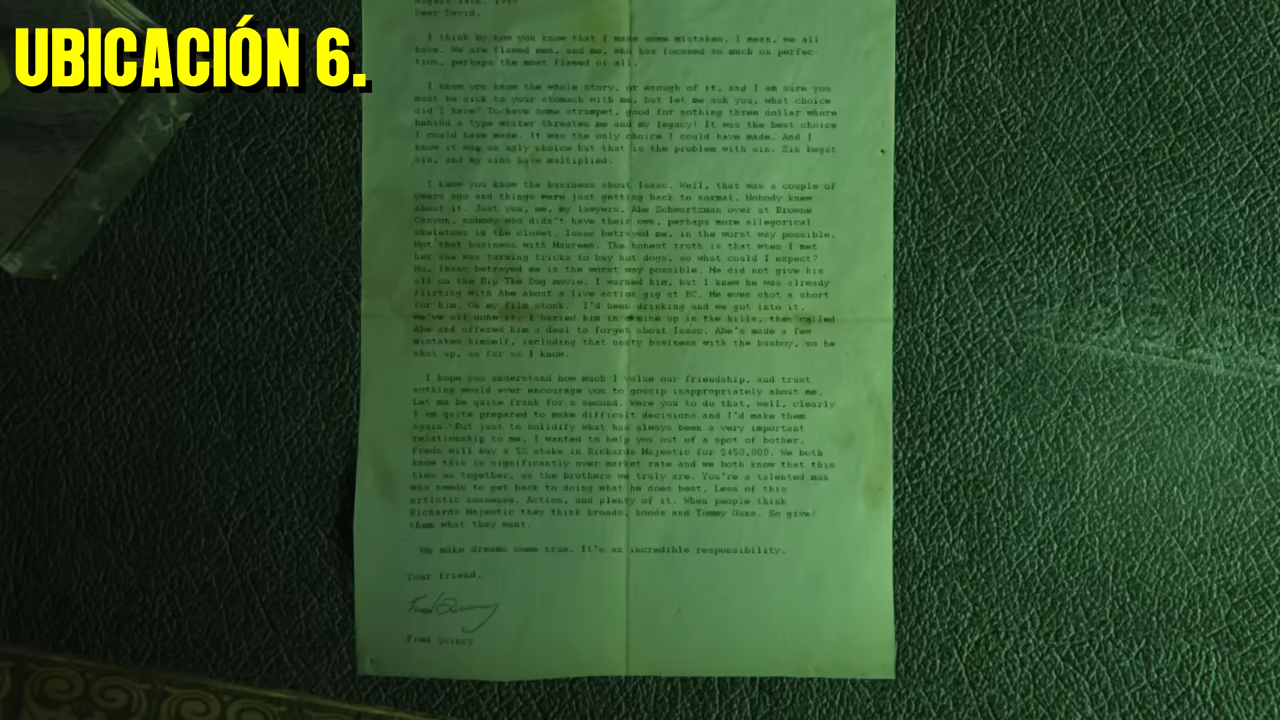 UBICACIÓN 6.
August 14th, 1947
Dear David,
I think by now you know that I made some mistakes. I mean, we all
have. We are flawed men, and me, who has focused so much on perfec-
tion, perhaps the most flawed of all.
I know you know the whole story, or enough of it, and I am sure you
must be sick to your stomach with me, but let me ask you, what choice
did I have? To have some strumpet, good for nothing three dollar whore
behind a type writer threaten me and my legacy! It was the best choice
I could have made. It was the only choice I could have made. And I
know it was an ugly choice but that is the problem with sin. Sin begat
sin, and my sins have multiplied.
I know you know the business about Isaac. Well, that was a couple of
years ago and things were just getting back to normal. Nobody knew
about it. Just you, me, my lawyers, Abe Schwartzman over at Browne
Canyon, nobody who didn't have their own, perhaps more allegorical
skeletons in the closet. Isaac betrayed me, in the worst way possible.
Not that business with Maureen. The honest truth is that when I met
her she was turning tricks to buy hot dogs, so what could I expect?
No, Isaac betrayed me in the worst way possible. He did not give his
all on the Rip The Dog movie. I warned him, but I knew he was already
flirting with Abe about a live action gig at BC. He even shot a short
for him. On my film stock. I'd been drinking and we got into it.
We've all done it. I buried him in a mine up in the hills, then called
Abe and offered him a deal to forget about Isaac. Abe's made a few
mistakes himself, including that nasty business with the busboy, so he
shut up, so far as I know.
I hope you understand how much I value our friendship, and trust
nothing would ever encourage you to gossip inappropriately about me.
Let me be quite frank for a second. Were you to do that, well, clearly
I am quite prepared to make difficult decisions and I'd make them
again. But just to solidify what has always been a very important
relationship to me, I wanted to help you out of a spot of bother.
Freds will buy a 5% stake in Richards Majestic for $450,000. We both
know this is significantly over market rate and we both know that this
ties us together, as the brothers we truly are. You're a talented man
who needs to get back to doing what he does best. Less of this
artistic nonsense. Action, and plenty of it. When people think
Richards Majestic they think broads, hoods and Tommy Guns. So give
them what they want.
We make dreams come true. It's an incredible responsibility.
Your friend,
Fred Quincy
Fred Quincy